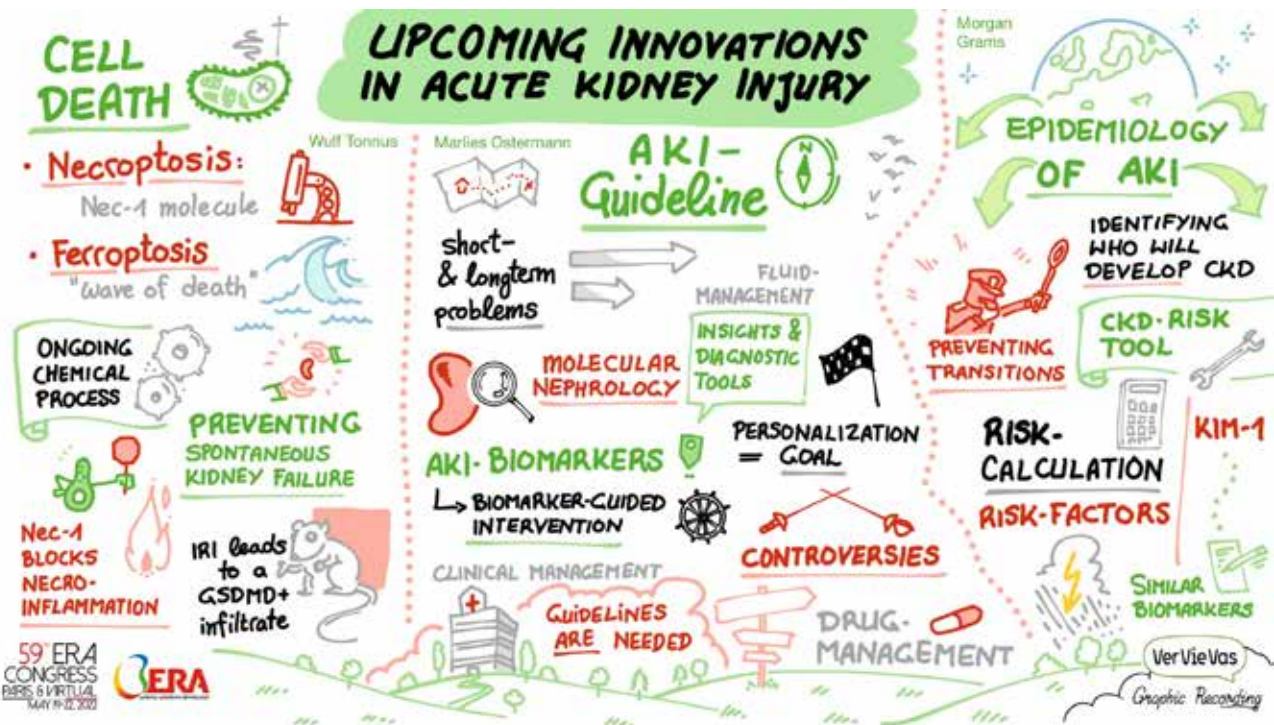 UPCOMING INNOVATIONS
IN ACUTE KIDNEY INJURY
CELL
DEATH
Wulf Tonnus
• Necroptosis:
Nec-1 molecule
• Ferroptosis
"wave of death"
ONGOING
CHEMICAL
PROCESS
PREVENTING
SPONTANEOUS
KIDNEY FAILURE
Nec-1
BLOCKS
NECRO-
INFLAMMATION
IRI leads
to a
GSDMD+
infiltrate
59TH ERA
CONGRESS
PARIS & VIRTUAL
MAY 19-22, 2022
ERA
Marlies Ostermann
AKI-
Guideline
N
short-
& longterm
problems
FLUID-
MANAGEMENT
INSIGHTS &
DIAGNOSTIC
TOOLS
MOLECULAR
NEPHROLOGY
AKI-BIOMARKERS
BIOMARKER-GUIDED
INTERVENTION
PERSONALIZATION
= GOAL
CONTROVERSIES
CLINICAL MANAGEMENT
GUIDELINES
ARE NEEDED
DRUG-
MANAGEMENT
Morgan
Grams
EPIDEMIOLOGY
OF AKI
IDENTIFYING
WHO WILL
DEVELOP CKD
PREVENTING
TRANSITIONS
CKD-RISK
TOOL
RISK-
CALCULATION
RISK-FACTORS
KIM-1
SIMILAR
BIOMARKERS
VerVieVas
Graphic Recording